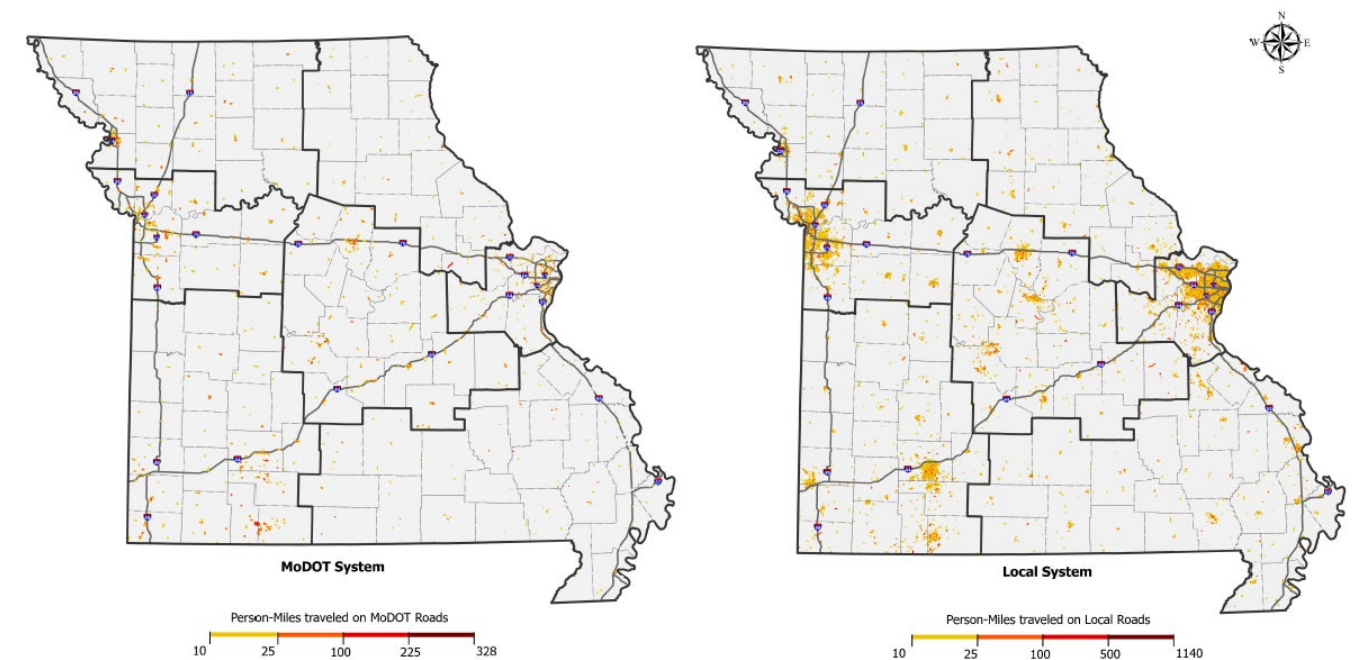 N
W E
S
MoDOT System
Person-Miles traveled on MoDOT Roads
10 25 100 225 328
Local System
Person-Miles traveled on Local Roads
10 25 100 500 1140